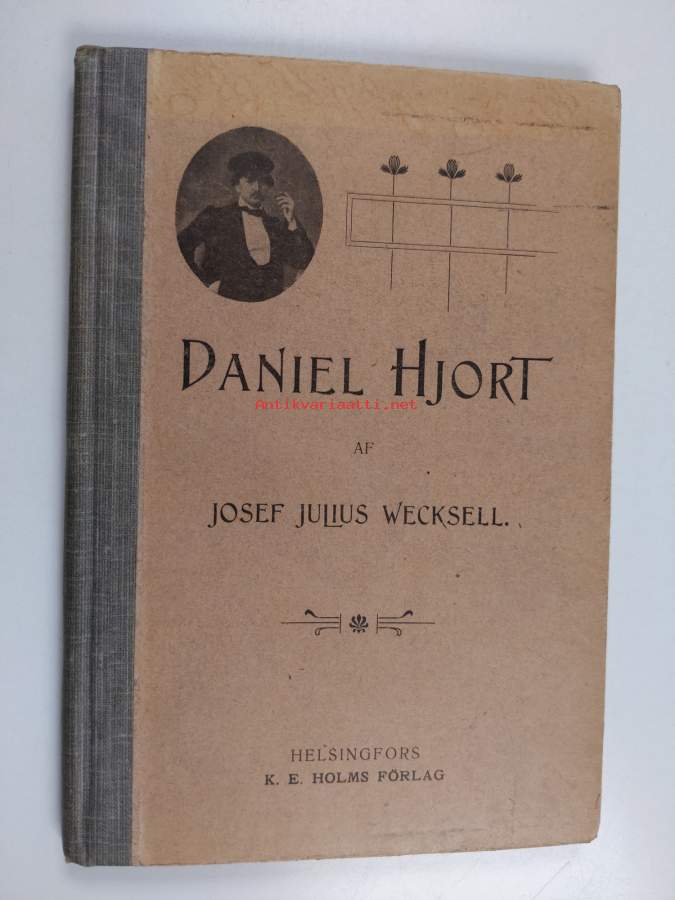 DANIEL HJORT
Antikvariaatti.net
AF
JOSEF JULIUS WECKSELL.
HELSINGFORS
K. E. HOLMS FÖRLAG